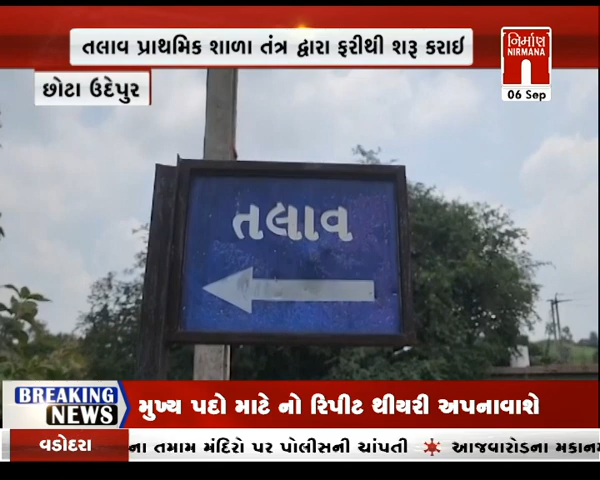 તલાવ પ્રાથમિક શાળા તંત્ર દ્વારા ફરીથી શરૂ કરાઈ
નિર્માણ
NIRMANA
છોટા ઉદેપુર
06 Sep
તલાવ
BREAKING
NEWS
મુખ્ય પદો માટે નો રિપીટ થીયરી અપનાવાશે
વડોદરા
ના તમામ મંદિરો પર પોલીસની ચાંપતી
આજવારોડના મકાનમ